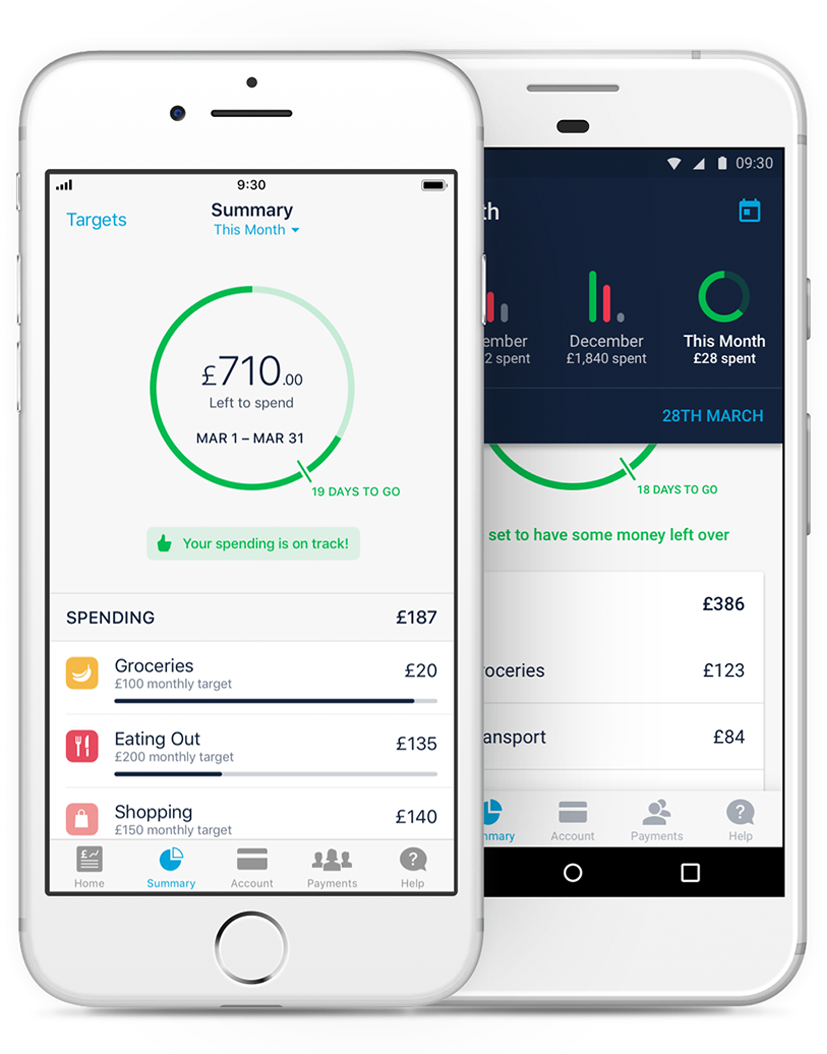 9:30
Targets
Summary
This Month
£710.00
Left to spend
MAR 1 – MAR 31
19 DAYS TO GO
Your spending is on track!
SPENDING £187
Groceries £20
£100 monthly target
Eating Out £135
£200 monthly target
Shopping £140
£150 monthly target
Home Summary Account Payments Help
09:30
th
ember December This Month
2 spent £1,840 spent £28 spent
28TH MARCH
18 DAYS TO GO
set to have some money left over
£386
roceries £123
ansport £84
mmary Account Payments Help